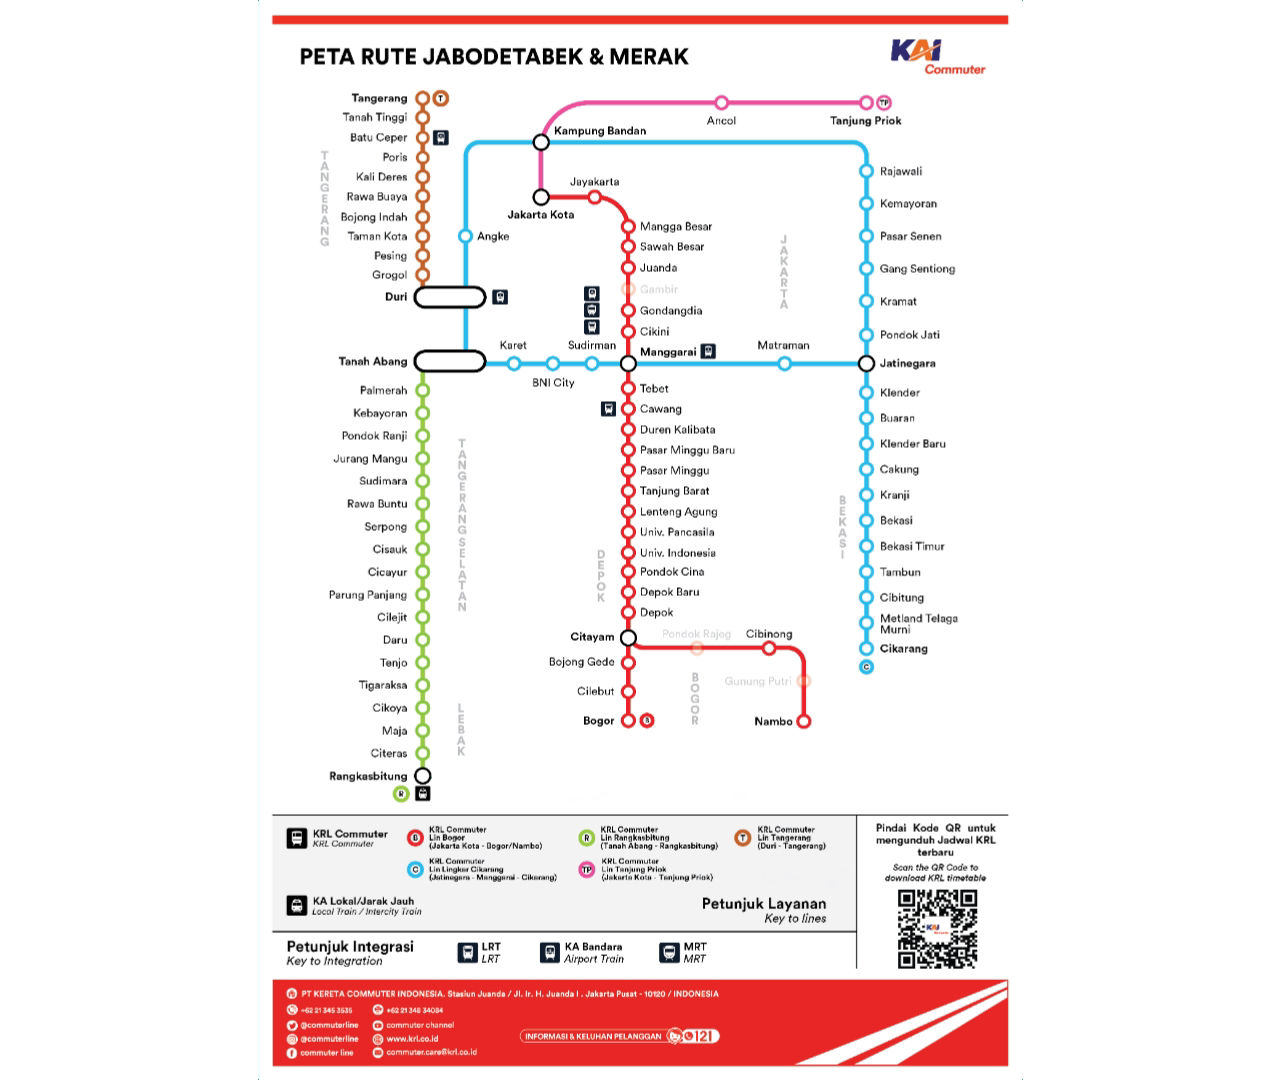 PETA RUTE JABODETABEK & MERAK
KAI
Commuter
Tangerang
T
Tanah Tinggi
Batu Ceper
Poris
Kali Deres
Rawa Buaya
Bojong Indah
Taman Kota
Pesing
Grogol
Duri
Tanah Abang
TANGERANG
Palmerah
Kebayoran
Pondok Ranji
Jurang Mangu
Sudimara
Rawa Buntu
Serpong
Cisauk
Cicayur
Parung Panjang
Cilejit
Daru
Tenjo
Tigaraksa
Cikoya
Maja
Citeras
Rangkasbitung
R
TANGERANG SELATAN
LEBAK
Angke
Kampung Bandan
Ancol
Tanjung Priok
TP
Jakarta Kota
Jayakarta
Mangga Besar
Sawah Besar
Juanda
Gambir
Gondangdia
Cikini
Manggarai
Karet
BNI City
Sudirman
Matraman
JAKARTA
Tebet
Cawang
Duren Kalibata
Pasar Minggu Baru
Pasar Minggu
Tanjung Barat
Lenteng Agung
Univ. Pancasila
Univ. Indonesia
Pondok Cina
Depok Baru
Depok
Citayam
DEPOK
Bojong Gede
Cilebut
Bogor
B
Pondok Rajeg
Cibinong
Gunung Putri
Nambo
BOGOR
Rajawali
Kemayoran
Pasar Senen
Gang Sentiong
Kramat
Pondok Jati
Jatinegara
Klender
Buaran
Klender Baru
Cakung
Kranji
Bekasi
Bekasi Timur
Tambun
Cibitung
Metland Telaga
Murni
Cikarang
C
BEKASI
KRL Commuter
KRL Commuter
B
KRL Commuter
Lin Bogor
(Jakarta Kota - Bogor/Nambo)
R
KRL Commuter
Lin Rangkasbitung
(Tanah Abang - Rangkasbitung)
T
KRL Commuter
Lin Tangerang
(Duri - Tangerang)
C
KRL Commuter
Lin Lingkar Cikarang
(Jatinegara - Manggarai - Cikarang)
TP
KRL Commuter
Lin Tanjung Priok
(Jakarta Kota - Tanjung Priok)
KA Lokal/Jarak Jauh
Local Train / Intercity Train
Petunjuk Layanan
Key to lines
Petunjuk Integrasi
Key to Integration
LRT
LRT
KA Bandara
Airport Train
MRT
MRT
Pindai Kode QR untuk
mengunduh Jadwal KRL
terbaru
Scan the QR Code to
download KRL timetable
KAI
PT KERETA COMMUTER INDONESIA. Stasiun Juanda / Jl. Ir. H. Juanda I . Jakarta Pusat - 10120 / INDONESIA
+62 21 345 3535
+62 21 348 34084
@commuterline
commuter channel
@commuterline
www.krl.co.id
commuter line
commuter.care@krl.co.id
INFORMASI & KELUHAN PELANGGAN
121